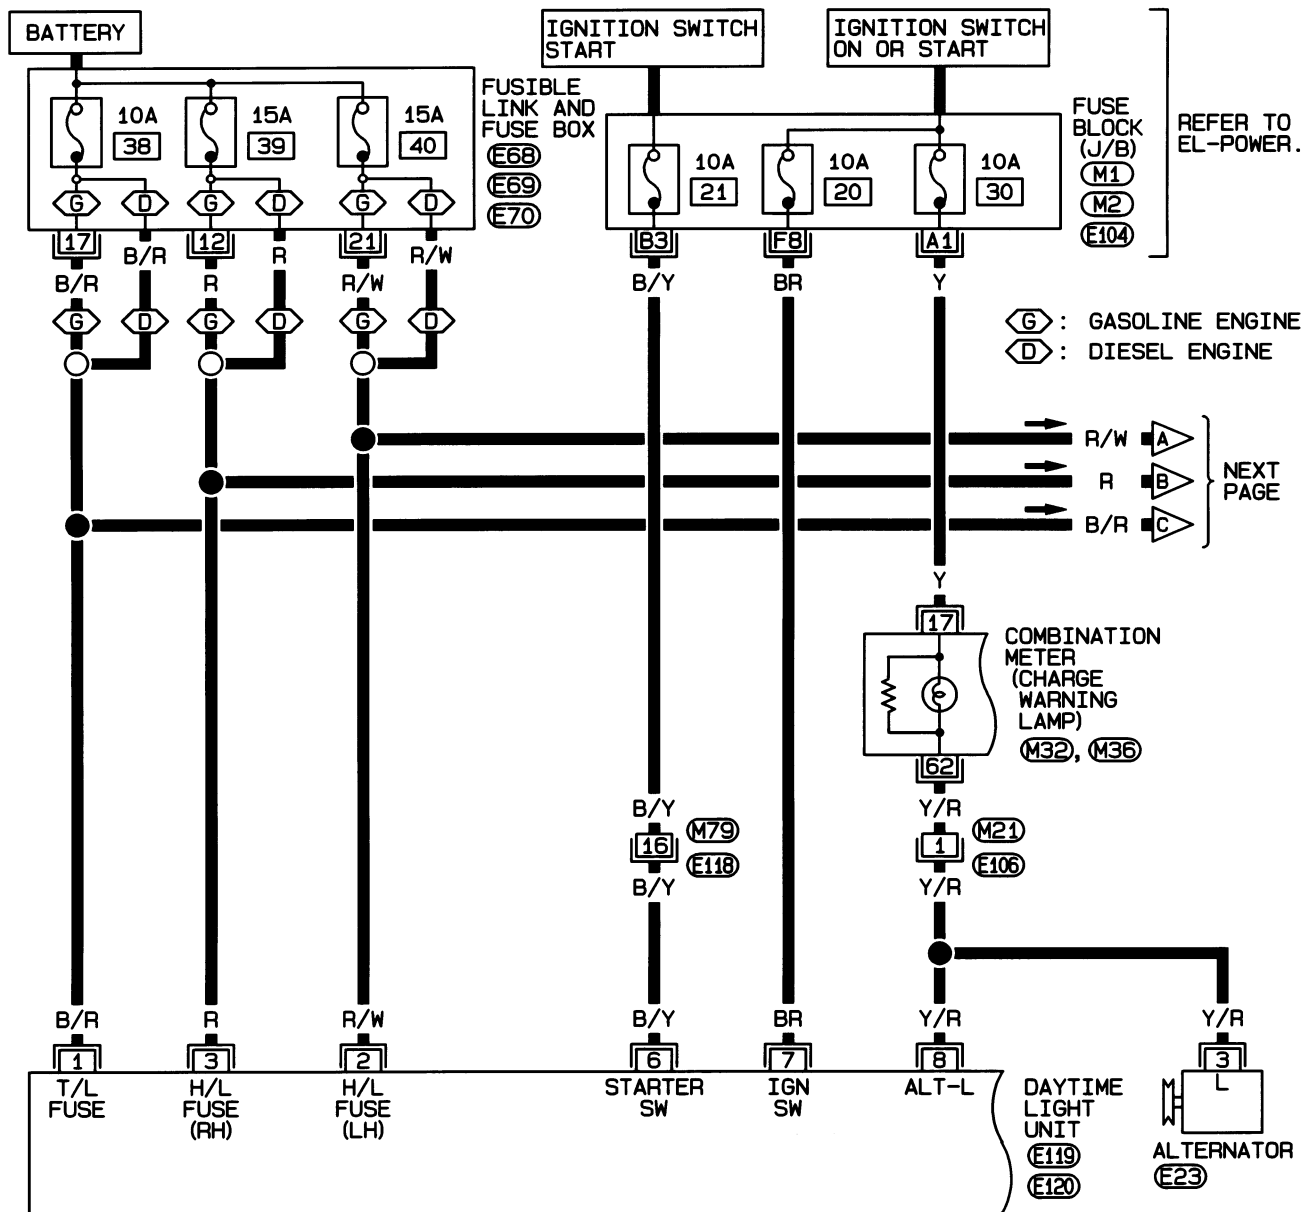 BATTERY
IGNITION SWITCH
START
IGNITION SWITCH
ON OR START
FUSIBLE
LINK AND
FUSE BOX
E68
E69
E70
10A
38
15A
39
15A
40
G
D
G
D
G
D
10A
21
10A
20
10A
30
FUSE
BLOCK
(J/B)
M1
M2
E104
REFER TO
EL-POWER.
17
B/R
12
R
21
R/W
B3
F8
A1
B/R
R
R/W
B/Y
BR
Y
G
D
G
D
G
D
G : GASOLINE ENGINE
D : DIESEL ENGINE
R/W
A
R
B
B/R
C
NEXT
PAGE
Y
17
COMBINATION
METER
(CHARGE
WARNING
LAMP)
M32, M36
62
B/Y
Y/R
16
M79
E118
1
M21
E106
B/Y
Y/R
B/R
R
R/W
B/Y
BR
Y/R
Y/R
1
3
2
6
7
8
3
T/L
FUSE
H/L
FUSE
(RH)
H/L
FUSE
(LH)
STARTER
SW
IGN
SW
ALT-L
DAYTIME
LIGHT
UNIT
E119
E120
L
ALTERNATOR
E23